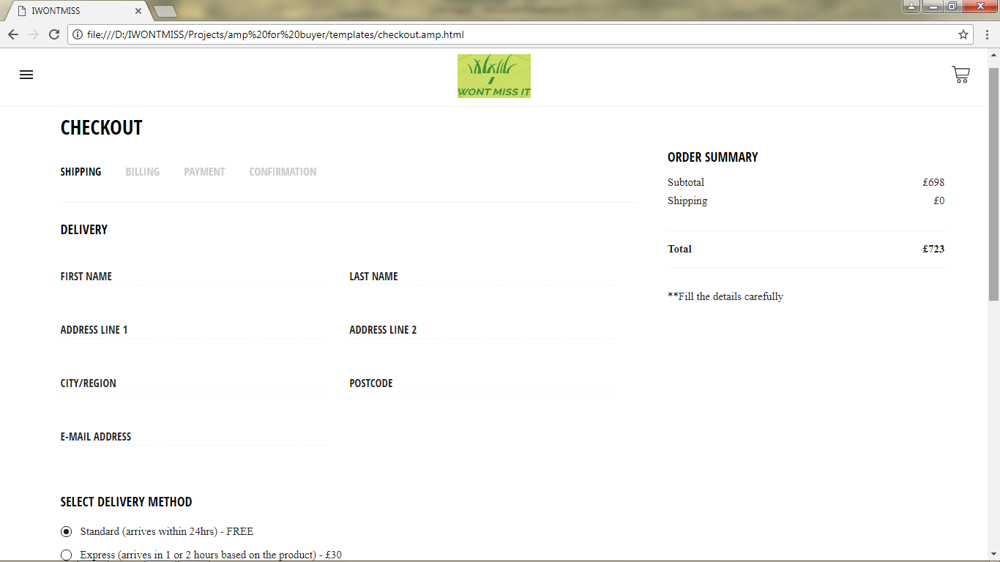 IWONTMISS
file:///D:/IWONTMISS/Projects/amp%20for%20buyer/templates/checkout.amp.html
WONT MISS IT
CHECKOUT
SHIPPING BILLING PAYMENT CONFIRMATION
DELIVERY
FIRST NAME LAST NAME
ADDRESS LINE 1 ADDRESS LINE 2
CITY/REGION POSTCODE
E-MAIL ADDRESS
SELECT DELIVERY METHOD
Standard (arrives within 24hrs) - FREE
Express (arrives in 1 or 2 hours based on the product) - £30
ORDER SUMMARY
Subtotal £698
Shipping £0
Total £723
**Fill the details carefully